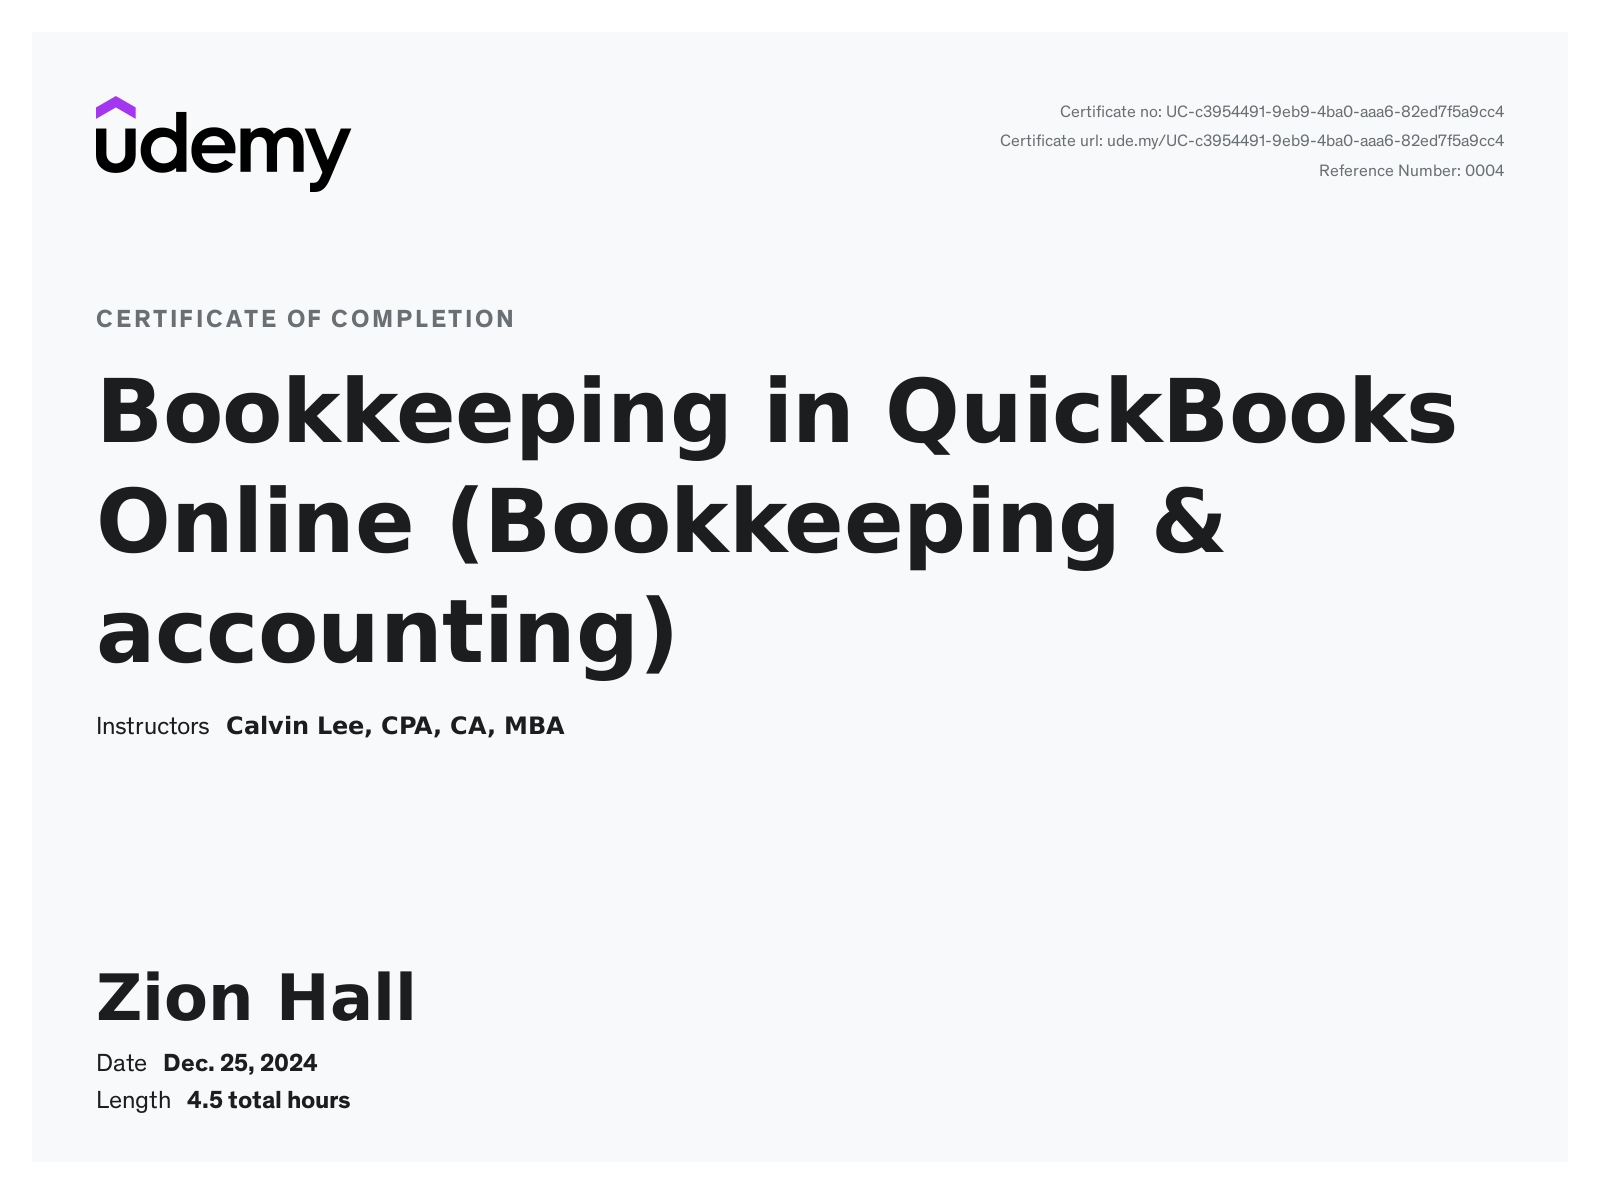 udemy
Certificate no: UC-c3954491-9eb9-4ba0-aaa6-82ed7f5a9cc4
Certificate url: ude.my/UC-c3954491-9eb9-4ba0-aaa6-82ed7f5a9cc4
Reference Number: 0004
CERTIFICATE OF COMPLETION
Bookkeeping in QuickBooks
Online (Bookkeeping &
accounting)
Instructors Calvin Lee, CPA, CA, MBA
Zion Hall
Date Dec. 25, 2024
Length 4.5 total hours